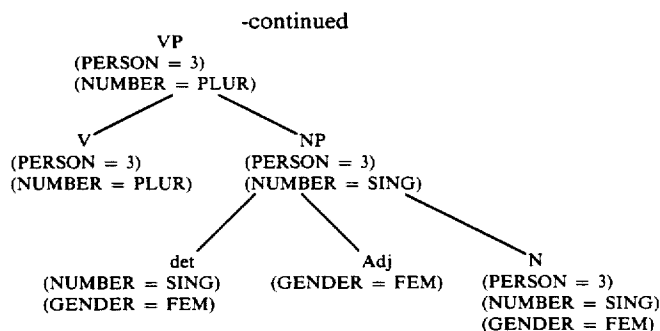 -continued
VP
(PERSON = 3)
(NUMBER = PLUR)
V NP
(PERSON = 3) (PERSON = 3)
(NUMBER = PLUR) (NUMBER = SING)
det Adj N
(NUMBER = SING) (GENDER = FEM) (PERSON = 3)
(GENDER = FEM) (NUMBER = SING)
(GENDER = FEM)